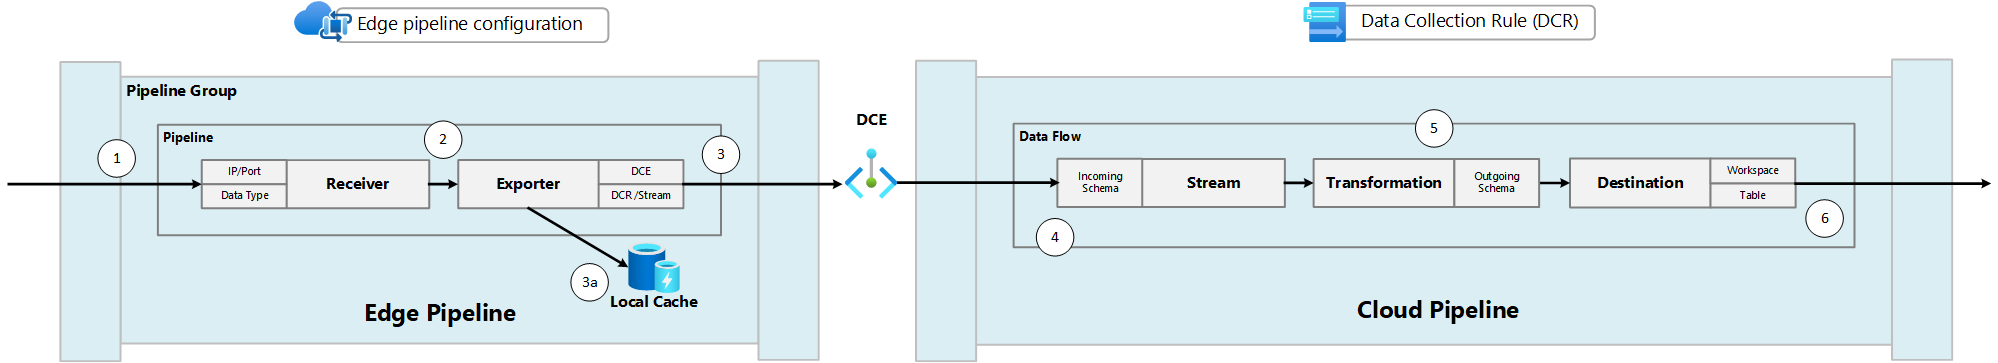 Edge pipeline configuration
Data Collection Rule (DCR)
Pipeline Group
Pipeline
1
2
3
IP/Port
Data Type
Receiver
Exporter
DCE
DCR /Stream
3a
Local Cache
Edge Pipeline
DCE
Data Flow
5
Incoming
Schema
Stream
Transformation
Outgoing
Schema
Destination
Workspace
Table
4
6
Cloud Pipeline